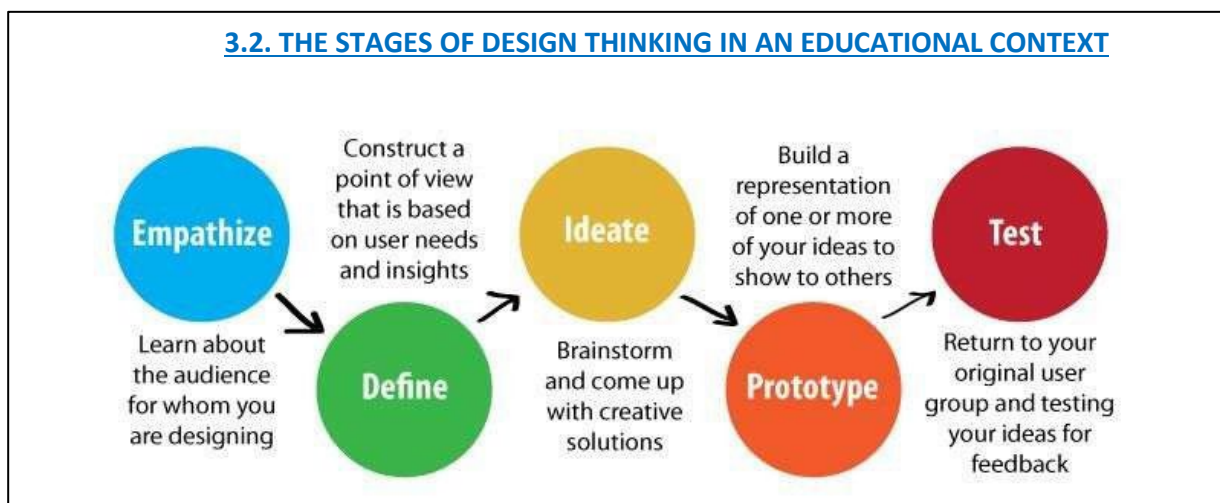 3.2. THE STAGES OF DESIGN THINKING IN AN EDUCATIONAL CONTEXT
Empathize
Learn about
the audience
for whom you
are designing
Construct a
point of view
that is based
on user needs
and insights
Define
Ideate
Brainstorm
and come up
with creative
solutions
Build a
representation
of one or more
of your ideas to
show to others
Prototype
Test
Return to your
original user
group and testing
your ideas for
feedback